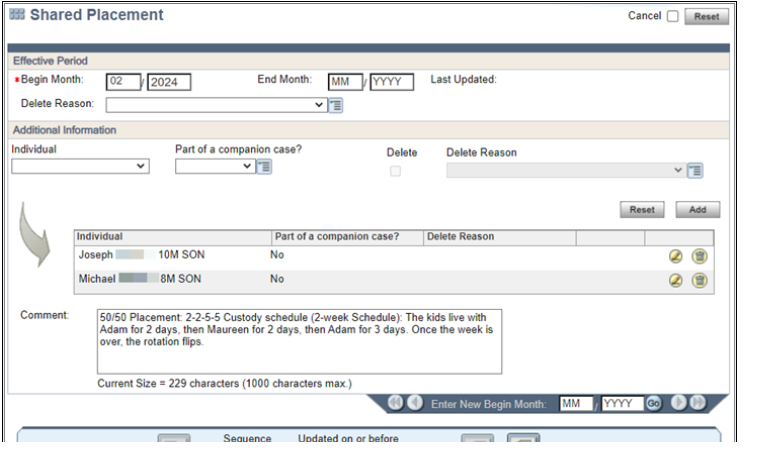 Shared Placement
Cancel Reset
Effective Period
*Begin Month: 02 / 2024 End Month: MM / YYYY Last Updated:
Delete Reason:
Additional Information
Individual Part of a companion case? Delete Delete Reason
Reset Add
Individual Part of a companion case? Delete Reason
Joseph 10M SON No
Michael 8M SON No
Comment: 50/50 Placement: 2-2-5-5 Custody schedule (2-week Schedule): The kids live with
Adam for 2 days, then Maureen for 2 days, then Adam for 3 days. Once the week is
over, the rotation flips.
Current Size = 229 characters (1000 characters max.)
Enter New Begin Month: MM / YYYY Go
Sequence Updated on or before